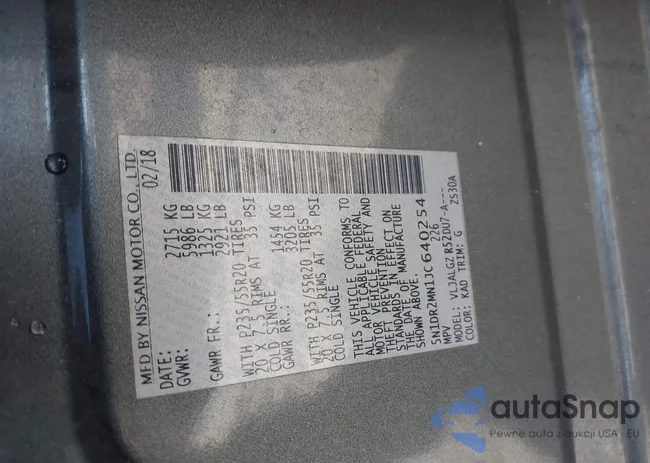 MFD BY NISSAN MOTOR CO., LTD.
DATE: 02/18
GVWR: 2715 KG
5986 LB
GAWR FR.: 1325 KG
2921 LB
WITH P235/55R20 TIRES
20 X 7.5 RIMS AT 35 PSI
COLD SINGLE
GAWR RR.: 1454 KG
3205 LB
WITH P235/55R20 TIRES
20 X 7.5 RIMS AT 35 PSI
COLD SINGLE
THIS VEHICLE CONFORMS TO
ALL APPLICABLE FEDERAL
MOTOR VEHICLE SAFETY AND
THEFT PREVENTION
STANDARDS IN EFFECT ON
THE DATE OF MANUFACTURE
SHOWN ABOVE.
5N1DR2MN1JC640254
MPV 226
MODEL: VLJALGZ R52DU7-A---
COLOR: KAD TRIM: G ZS30A
autoSnap
Pewne auta z aukcji USA i EU